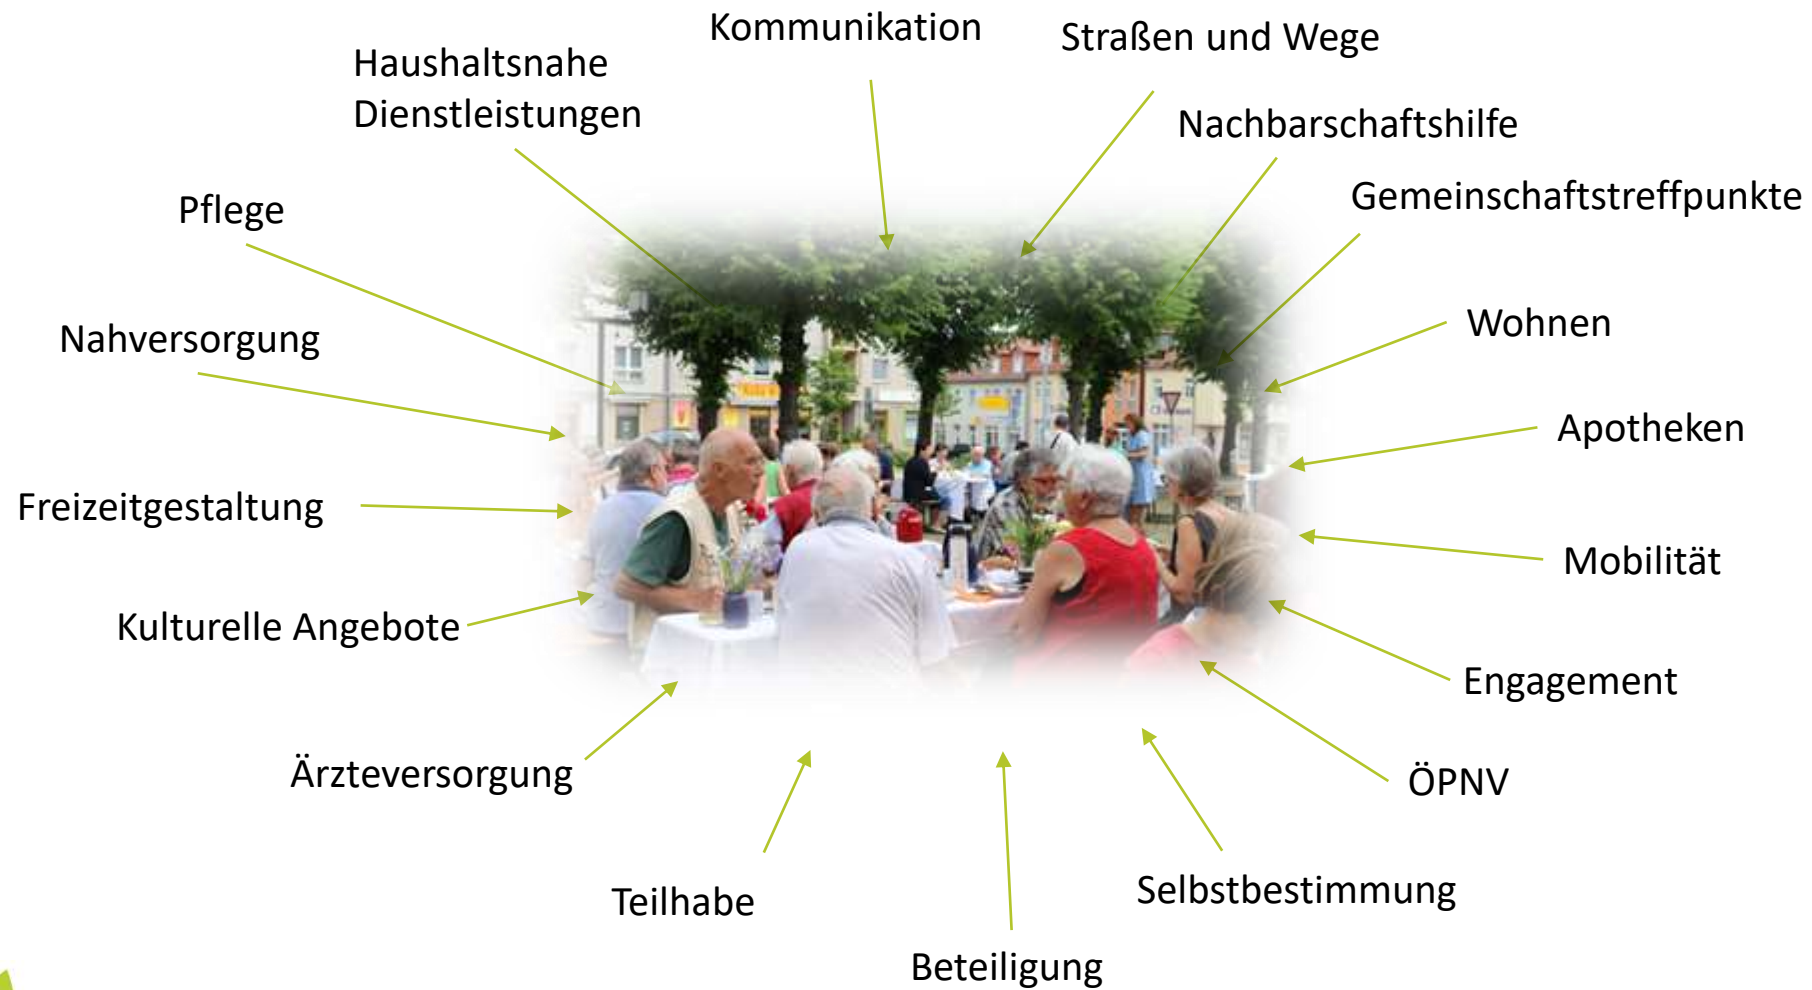 Kommunikation
Straßen und Wege
Haushaltsnahe
Dienstleistungen
Nachbarschaftshilfe
Pflege
Gemeinschaftstreffpunkte
Nahversorgung
Wohnen
Apotheken
Freizeitgestaltung
Mobilität
Kulturelle Angebote
Engagement
Ärzteversorgung
ÖPNV
Teilhabe
Selbstbestimmung
Beteiligung